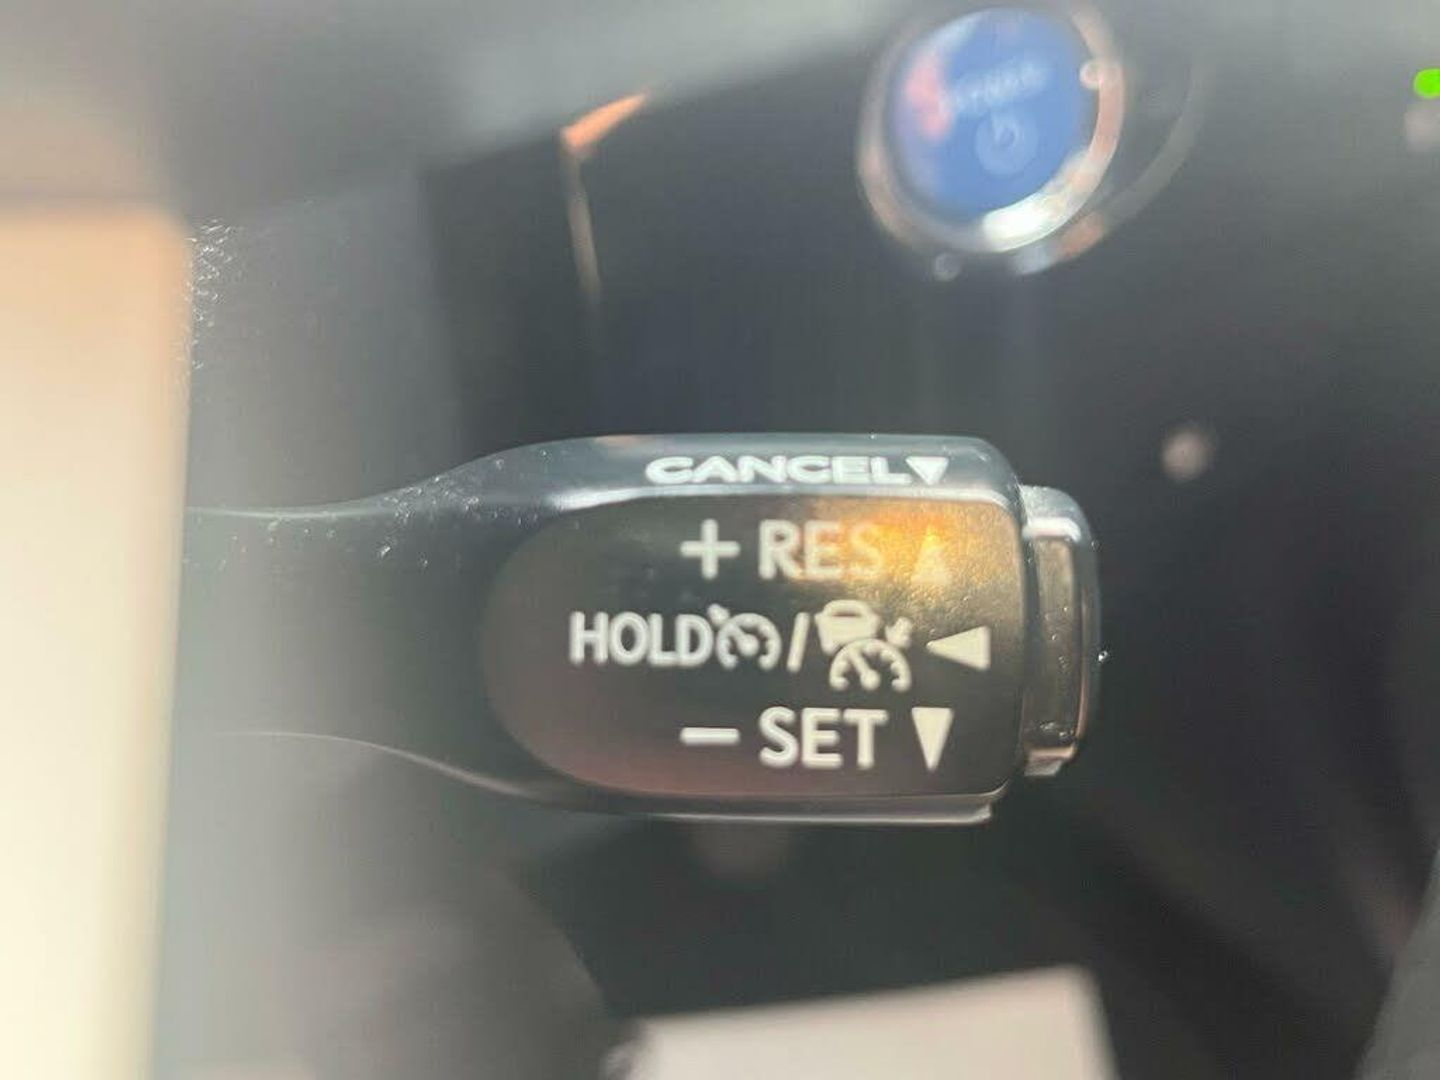 CANCEL▼
+ RES ▲
HOLD / ◀
- SET ▼